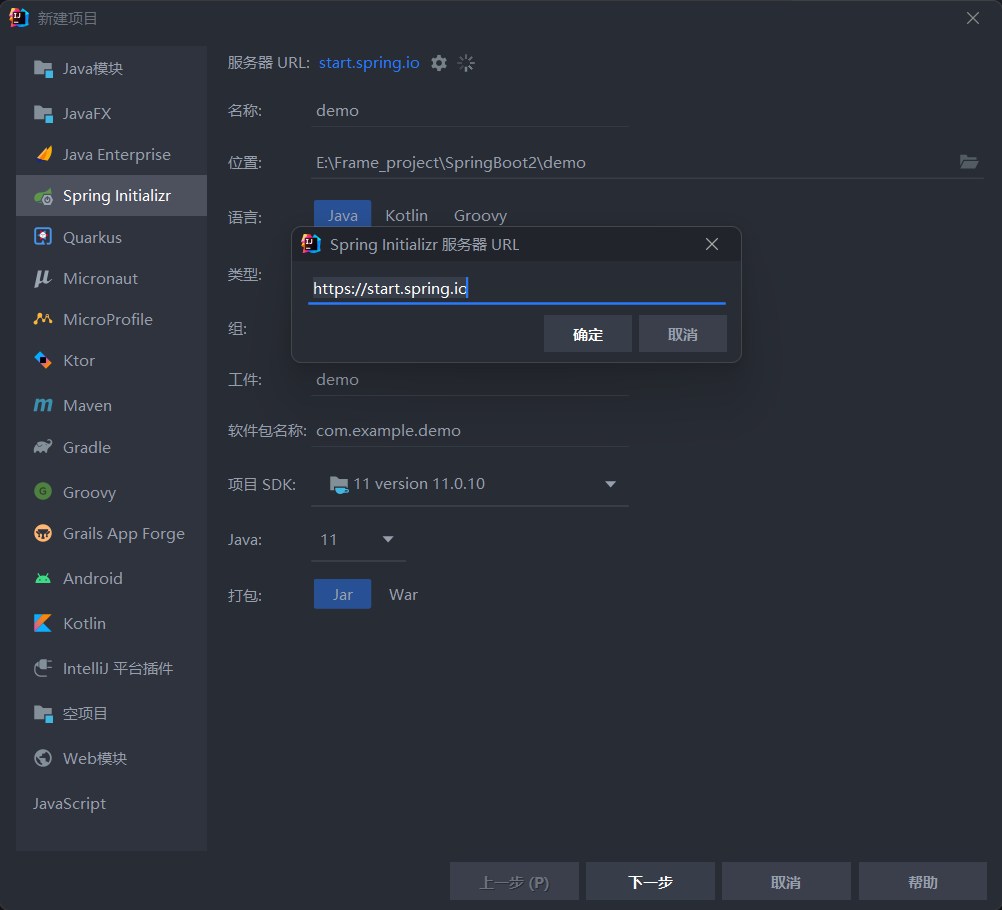 新建项目
Java模块
JavaFX
Java Enterprise
Spring Initializr
Quarkus
Micronaut
MicroProfile
Ktor
Maven
Gradle
Groovy
Grails App Forge
Android
Kotlin
IntelliJ 平台插件
空项目
Web模块
JavaScript
服务器 URL: start.spring.io
名称: demo
位置: E:\Frame_project\SpringBoot2\demo
语言: Java Kotlin Groovy
类型:
组:
Spring Initializr 服务器 URL
https://start.spring.io
确定 取消
工件: demo
软件包名称: com.example.demo
项目 SDK: 11 version 11.0.10
Java: 11
打包: Jar War
上一步 (P) 下一步 取消 帮助